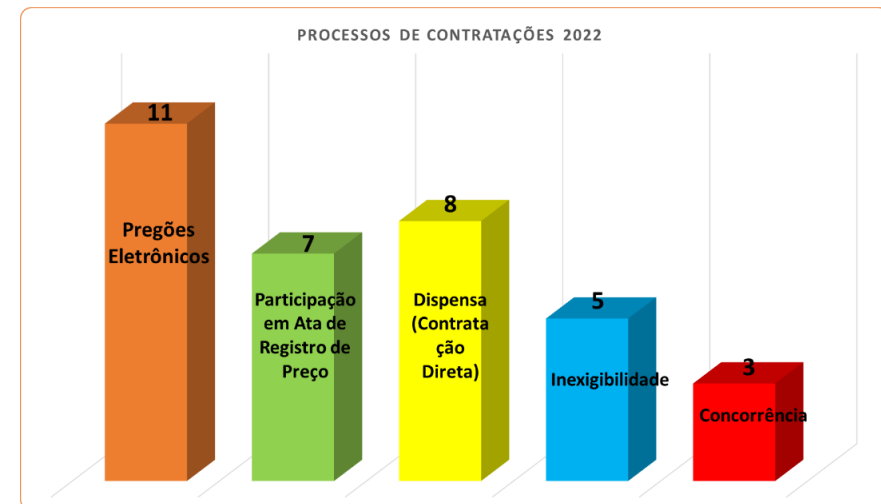 PROCESSOS DE CONTRATAÇÕES 2022
11
Pregões
Eletrônicos
7
Participação
em Ata de
Registro de
Preço
8
Dispensa
(Contrata
ção
Direta)
5
Inexigibilidade
3
Concorrência